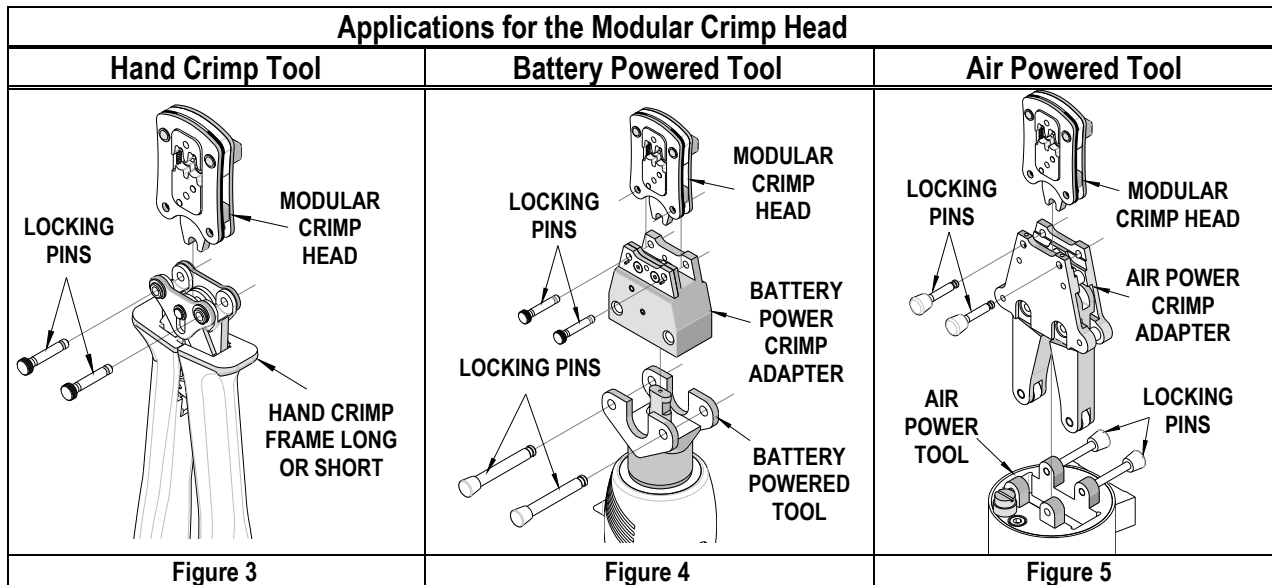 Applications for the Modular Crimp Head
Hand Crimp Tool
Battery Powered Tool
Air Powered Tool
LOCKING
PINS
MODULAR
CRIMP
HEAD
HAND CRIMP
FRAME LONG
OR SHORT
MODULAR
CRIMP
HEAD
LOCKING
PINS
BATTERY
POWER
CRIMP
ADAPTER
LOCKING PINS
BATTERY
POWERED
TOOL
LOCKING
PINS
MODULAR
CRIMP HEAD
AIR POWER
CRIMP
ADAPTER
AIR
POWER
TOOL
LOCKING
PINS
Figure 3
Figure 4
Figure 5